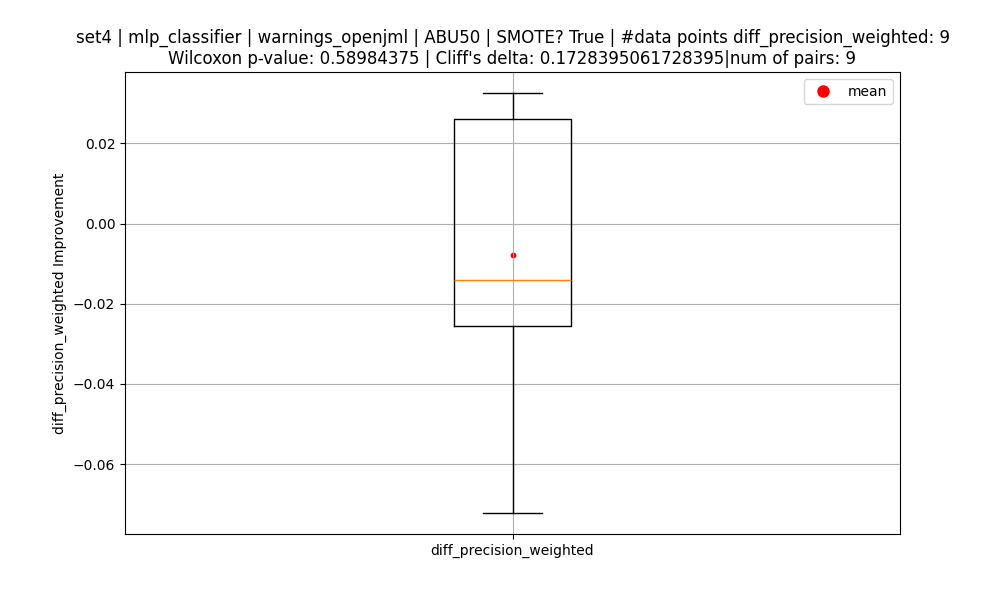 set4 | mlp_classifier | warnings_openjml | ABU50 | SMOTE? True | #data points diff_precision_weighted: 9
Wilcoxon p-value: 0.58984375 | Cliff's delta: 0.1728395061728395|num of pairs: 9
mean
0.02
0.00
−0.02
−0.04
−0.06
diff_precision_weighted Improvement
diff_precision_weighted